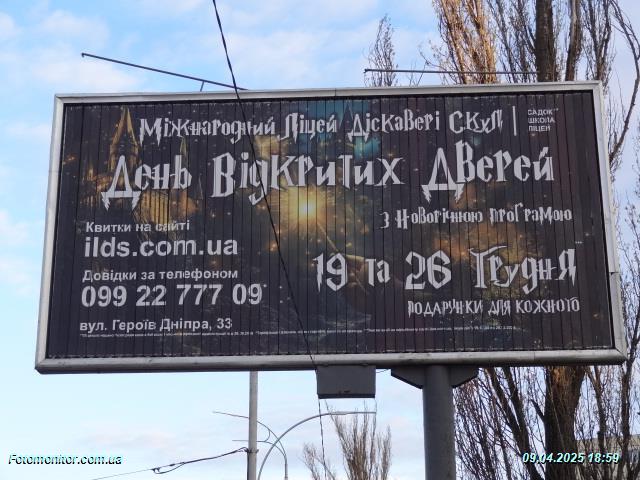 Міжнародний Ліцей Діскавері Скул
САДОК
ШКОЛА
ЛІЦЕЙ
День Відкритих Дверей
з новогічною програмою
Квитки на сайті
ilds.com.ua
Довідки за телефоном
099 22 777 09*
19 та 26 Грудня
подарунки для кожного
вул. Героїв Дніпра, 33
Fotomonitor.com.ua
09.04.2025 18:59